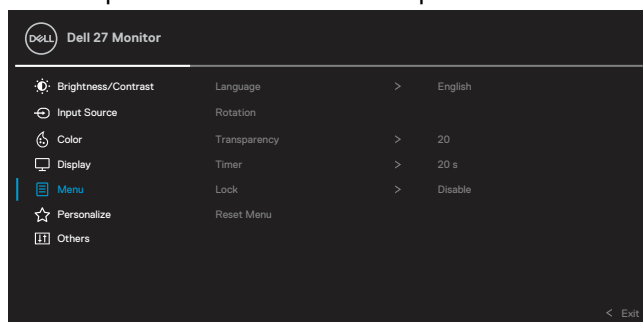 DELL Dell 27 Monitor
Brightness/Contrast Language > English
Input Source Rotation
Color Transparency > 20
Display Timer > 20 s
Menu Lock > Disable
Personalize Reset Menu
Others
< Exit